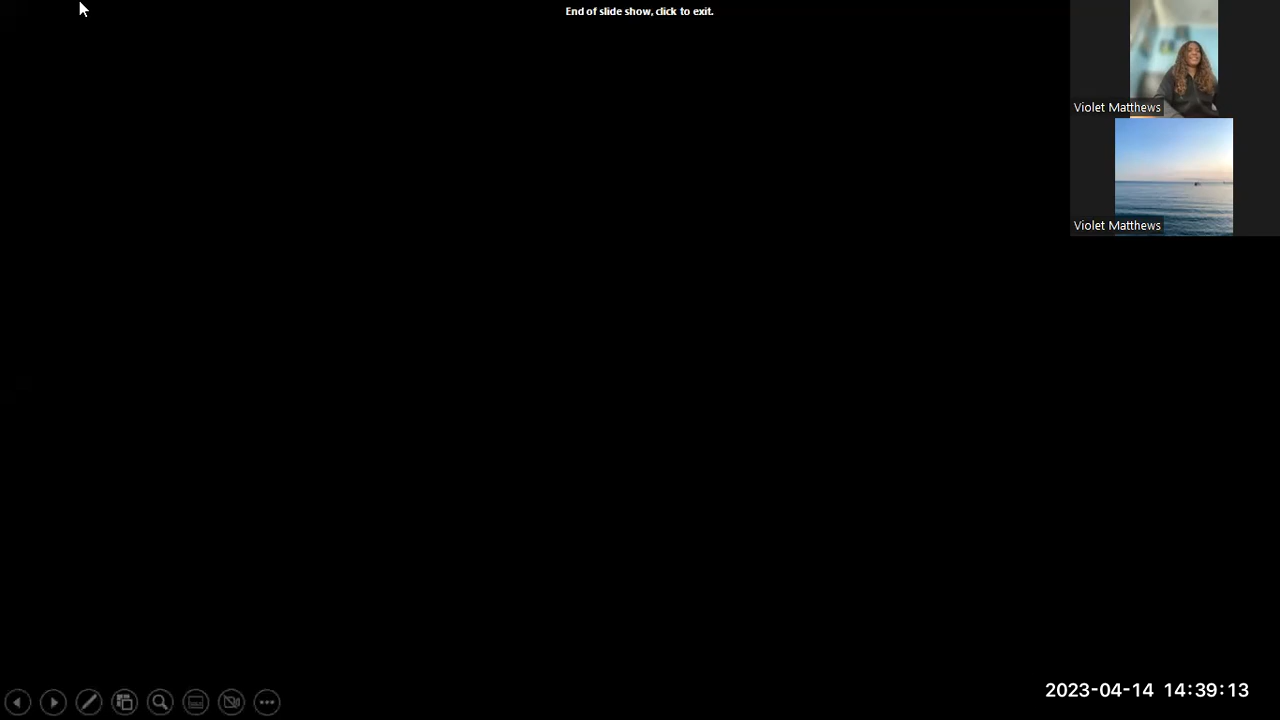 End of slide show, click to exit.
Violet Matthews
Violet Matthews
2023-04-14 14:39:13